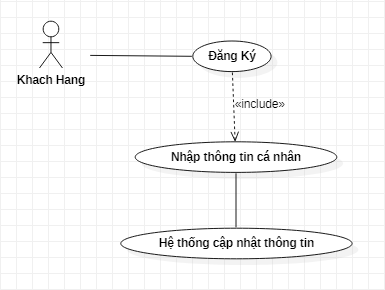 Đăng Ký
Khach Hang
«include»
Nhập thông tin cá nhân
Hệ thống cập nhật thông tin